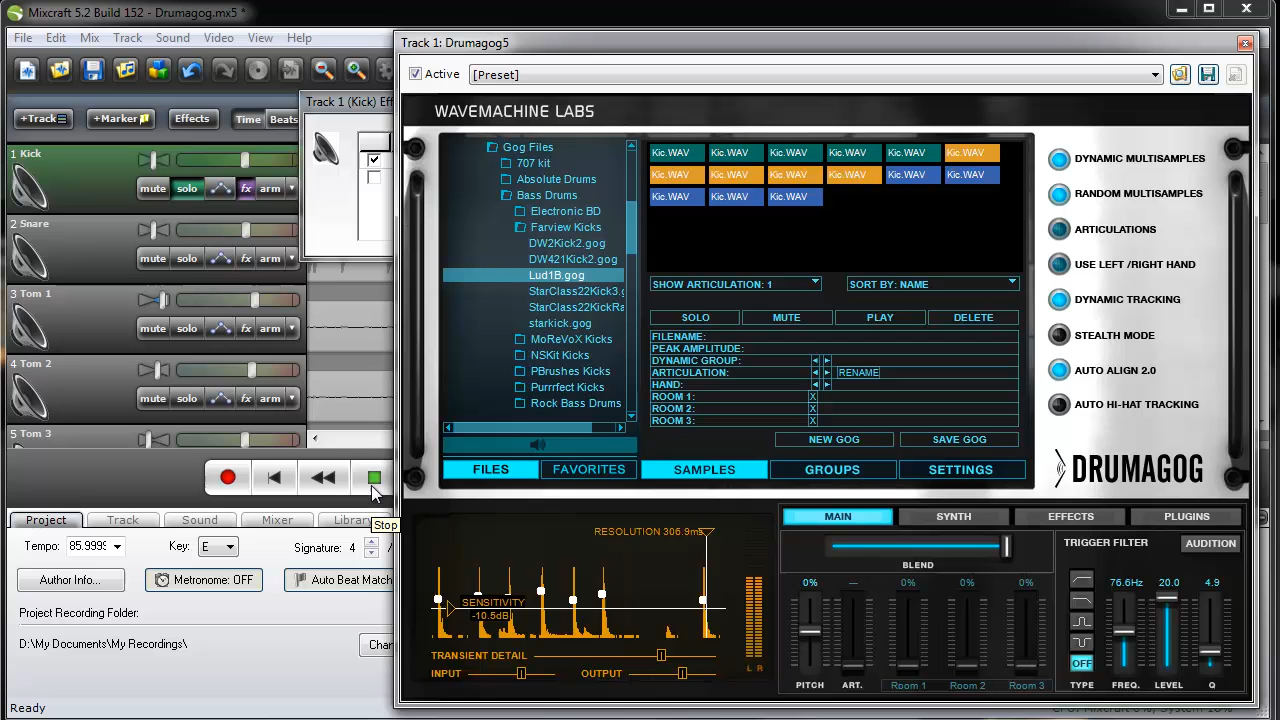 Mixcraft 5.2 Build 152 - Drumagog.mx5 *
File Edit Mix Track Sound Video View Help
+Track +Marker Effects Time Beats
1 Kick
mute solo fx arm
2 Snare
mute solo fx arm
3 Tom 1
mute solo fx arm
4 Tom 2
mute solo fx arm
5 Tom 3
Track 1 (Kick) Eff
Stop
Project Track Sound Mixer
Tempo: 85.999 Key: E Signature: 4 /
Author Info... Metronome: OFF Auto Beat Match
Project Recording Folder:
D:\My Documents\My Recording
Ready
Track 1: Drumagog5
Active [Preset]
WAVEMACHINE LABS
Gog Files
707 kit
Absolute Drums
Bass Drums
Electronic BD
Farview Kicks
DW2Kick2.gog
DW421Kick2.gog
Lud1B.gog
StarClass22Kick3.g
StarClass22KickRa
starkick.gog
MoReVoX Kicks
NSKit Kicks
PBrushes Kicks
Purrrfect Kicks
Rock Bass Drums
FILES FAVORITES
Kic.WAV Kic.WAV Kic.WAV Kic.WAV Kic.WAV Kic.WAV
Kic.WAV Kic.WAV Kic.WAV Kic.WAV Kic.WAV Kic.WAV
Kic.WAV Kic.WAV Kic.WAV
SHOW ARTICULATION: 1 SORT BY: NAME
SOLO MUTE PLAY DELETE
FILENAME:
PEAK AMPLITUDE:
DYNAMIC GROUP:
ARTICULATION: RENAME
HAND:
ROOM 1: X
ROOM 2: X
ROOM 3: X
NEW GOG SAVE GOG
SAMPLES GROUPS SETTINGS
DYNAMIC MULTISAMPLES
RANDOM MULTISAMPLES
ARTICULATIONS
USE LEFT /RIGHT HAND
DYNAMIC TRACKING
STEALTH MODE
AUTO ALIGN 2.0
AUTO HI-HAT TRACKING
DRUMAGOG
RESOLUTION 306.9ms
SENSITIVITY
-10.5dB
TRANSIENT DETAIL
INPUT OUTPUT
L R
MAIN SYNTH EFFECTS PLUGINS
BLEND
TRIGGER FILTER AUDITION
0% — 0% 0% 0%
76.6Hz 20.0 4.9
OFF
PITCH ART. Room 1 Room 2 Room 3
TYPE FREQ. LEVEL Q